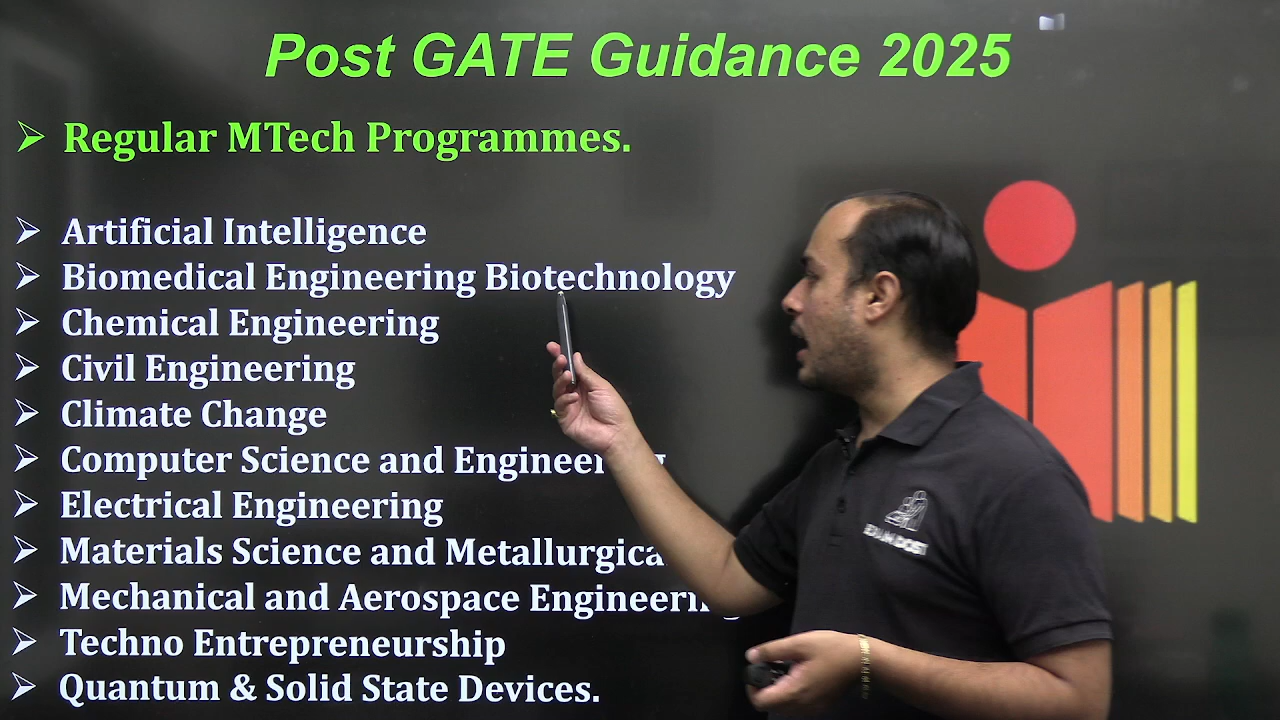 Post GATE Guidance 2025
Regular MTech Programmes.
Artificial Intelligence
Biomedical Engineering Biotechnology
Chemical Engineering
Civil Engineering
Climate Change
Computer Science and
Electrical Engineering
Materials Science and
Mechanical and Aerospace
Techno Entrepreneurship
Quantum & Solid State Devices.